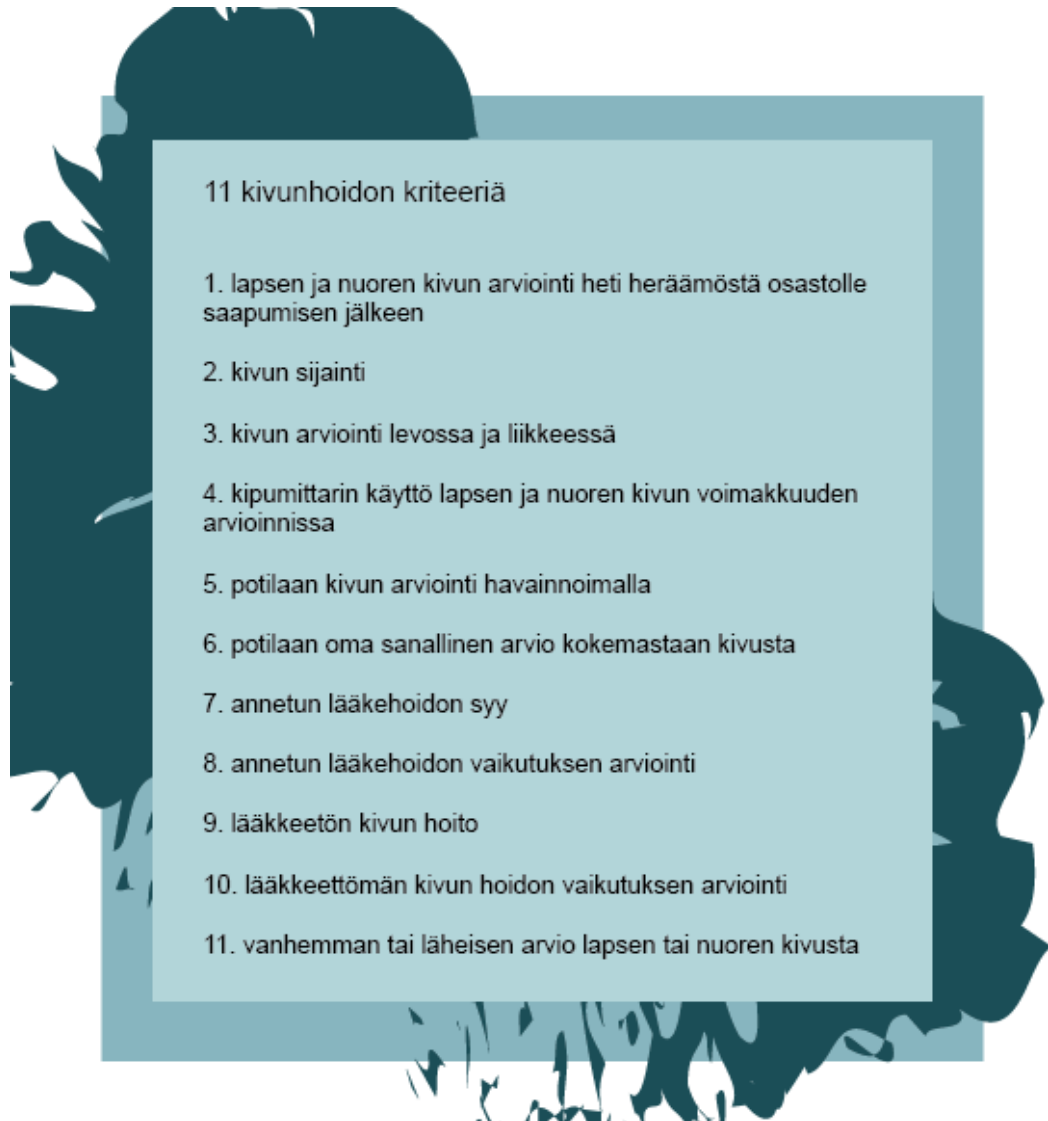 11 kivunhoidon kriteeriä
1. lapsen ja nuoren kivun arviointi heti heräämöstä osastolle
saapumisen jälkeen
2. kivun sijainti
3. kivun arviointi levossa ja liikkeessä
4. kipumittarin käyttö lapsen ja nuoren kivun voimakkuuden
arvioinnissa
5. potilaan kivun arviointi havainnoimalla
6. potilaan oma sanallinen arvio kokemastaan kivusta
7. annetun lääkehoidon syy
8. annetun lääkehoidon vaikutuksen arviointi
9. lääkkeetön kivun hoito
10. lääkkeettömän kivun hoidon vaikutuksen arviointi
11. vanhemman tai läheisen arvio lapsen tai nuoren kivusta